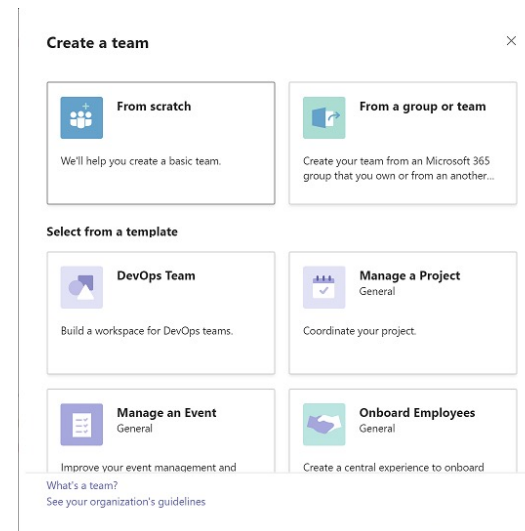 Create a team
From scratch
We'll help you create a basic team.
From a group or team
Create your team from an Microsoft 365
group that you own or from an another...
Select from a template
DevOps Team
Build a workspace for DevOps teams.
Manage a Project
General
Coordinate your project.
Manage an Event
General
Improve your event management and
Onboard Employees
General
Create a central experience to onboard
What's a team?
See your organization's guidelines